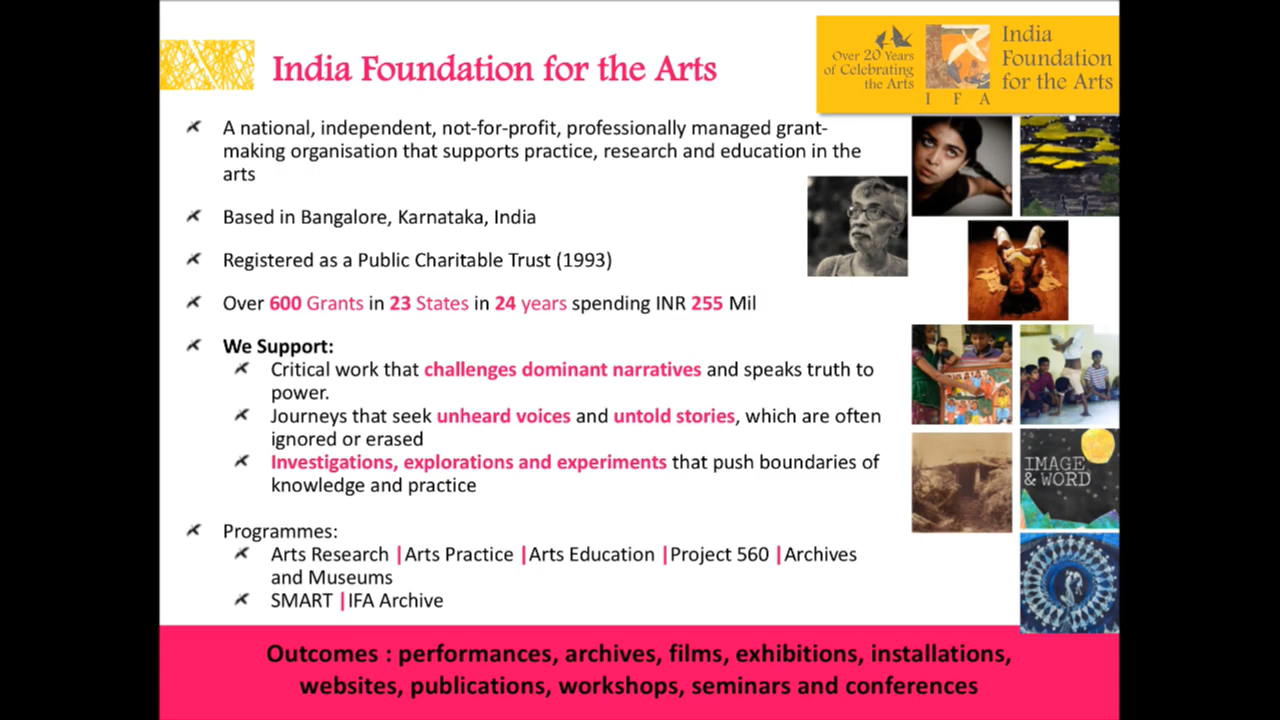 India Foundation for the Arts
Over 20 Years
of Celebrating
the Arts
I F A
India
Foundation
for the Arts
A national, independent, not-for-profit, professionally managed grant-
making organisation that supports practice, research and education in the
arts
Based in Bangalore, Karnataka, India
Registered as a Public Charitable Trust (1993)
Over 600 Grants in 23 States in 24 years spending INR 255 Mil
We Support:
Critical work that challenges dominant narratives and speaks truth to
power.
Journeys that seek unheard voices and untold stories, which are often
ignored or erased
Investigations, explorations and experiments that push boundaries of
knowledge and practice
IMAGE
& WORD
Programmes:
Arts Research |Arts Practice |Arts Education |Project 560 |Archives
and Museums
SMART |IFA Archive
Outcomes : performances, archives, films, exhibitions, installations,
websites, publications, workshops, seminars and conferences